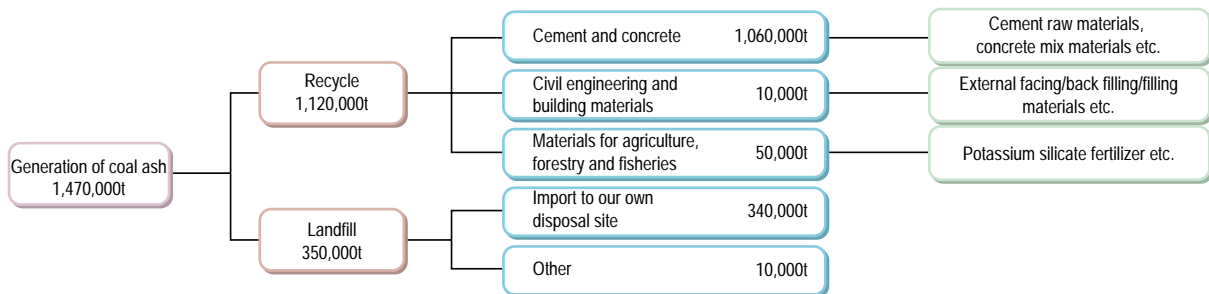 Generation of coal ash
1,470,000t
Recycle
1,120,000t
Cement and concrete 1,060,000t
Cement raw materials,
concrete mix materials etc.
Civil engineering and
building materials
10,000t
External facing/back filling/filling
materials etc.
Materials for agriculture,
forestry and fisheries
50,000t
Potassium silicate fertilizer etc.
Landfill
350,000t
Import to our own
disposal site
340,000t
Other 10,000t